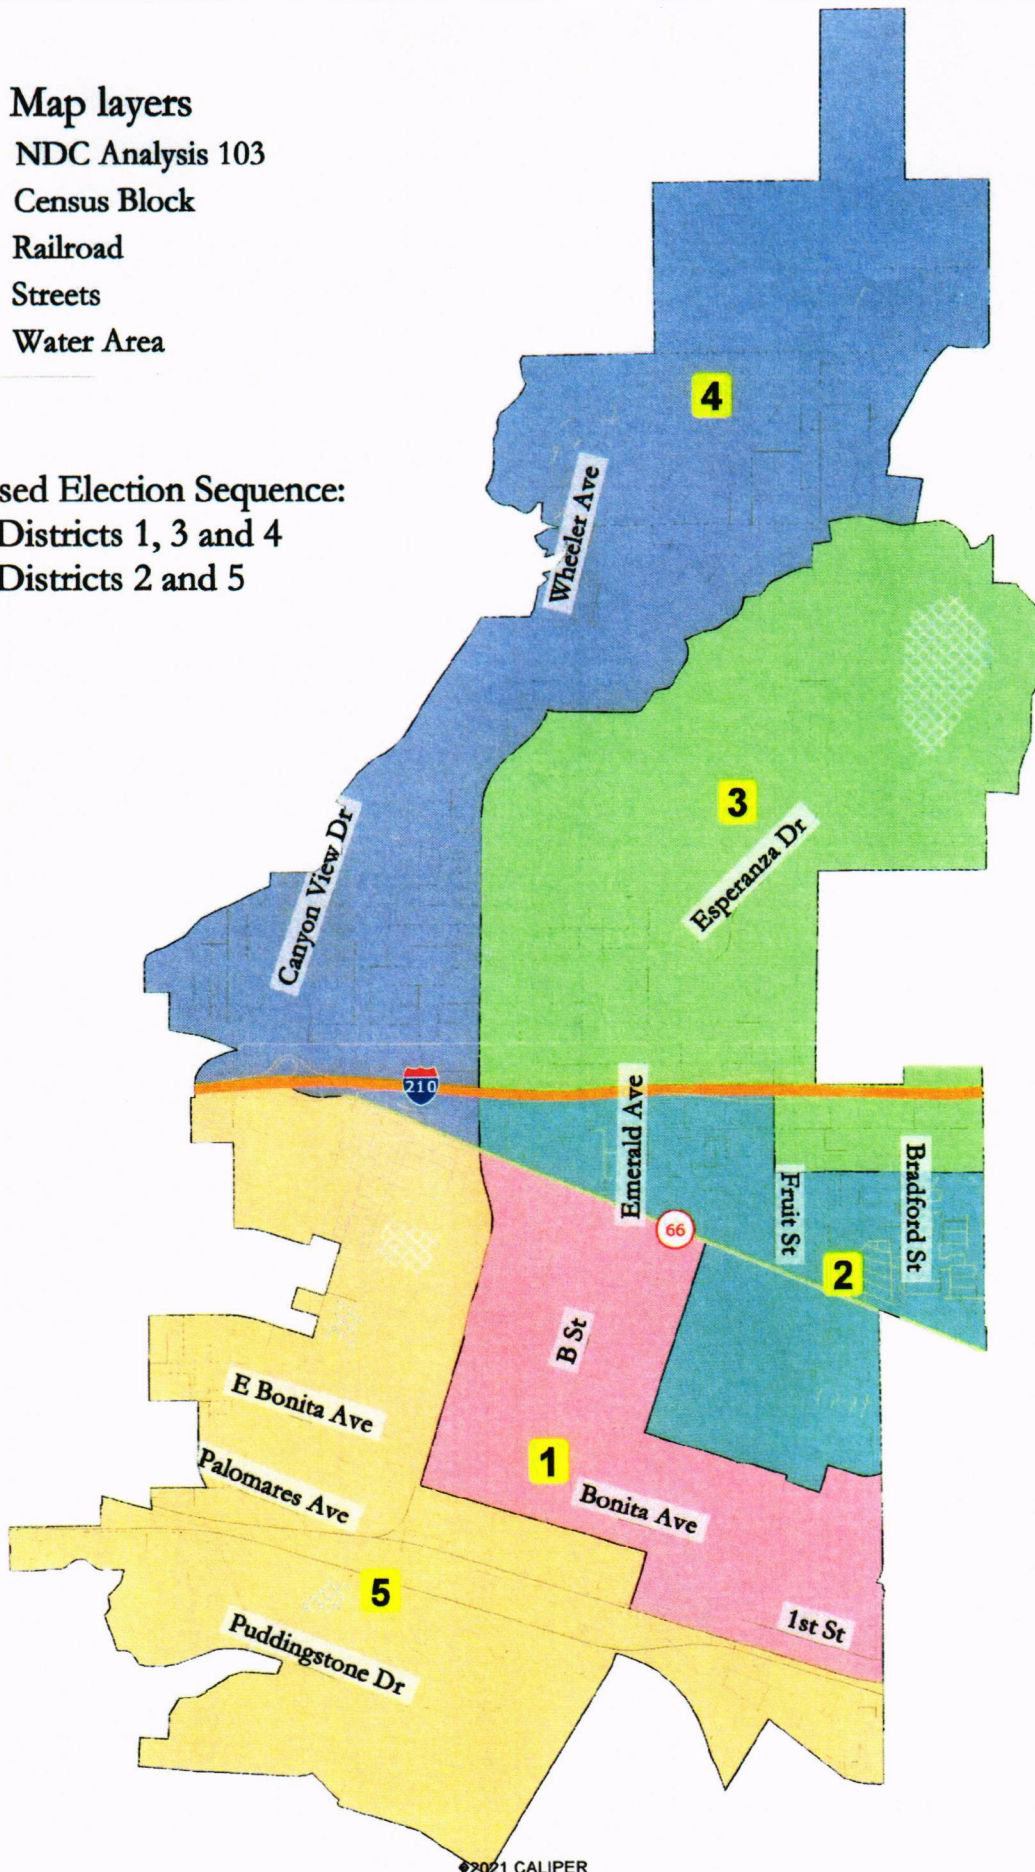 Map layers
NDC Analysis 103
Census Block
Railroad
Streets
Water Area
4
sed Election Sequence:
Districts 1, 3 and 4
Districts 2 and 5
Wheeler Ave
3
Esperanza Dr
Canyon View Dr
210
Emerald Ave
Bradford St
Fruit St
66
2
B St
E Bonita Ave
1
Palomares Ave
Bonita Ave
5
1st St
Puddingstone Dr
�2021 CALIPER